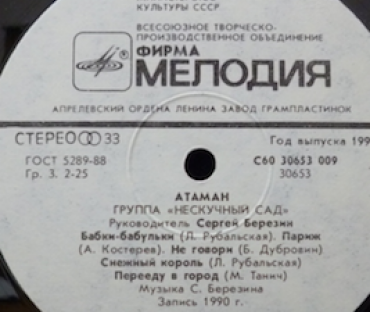 КУЛЬТУРЫ СССР
ВСЕСОЮЗНОЕ ТВОРЧЕСКО-
ПРОИЗВОДСТВЕННОЕ ОБЪЕДИНЕНИЕ
ФИРМА
МЕЛОДИЯ
АПРЕЛЕВСКИЙ ОРДЕНА ЛЕНИНА ЗАВОД ГРАМПЛАСТИНОК
СТЕРЕО 33
Год выпуска 199
ГОСТ 5289-88
С60 30653 009
Гр. 3. 2-25
30653
АТАМАН
ГРУППА «НЕСКУЧНЫЙ САД»
Руководитель Сергей Березин
Бабки-бабульки (Л. Рубальская). Париж
(А. Костерев). Не говори (Б. Дубровин).
Снежный король (Л. Рубальская)
Перееду в город (М. Танич)
Музыка С. Березина
Запись 1990 г.